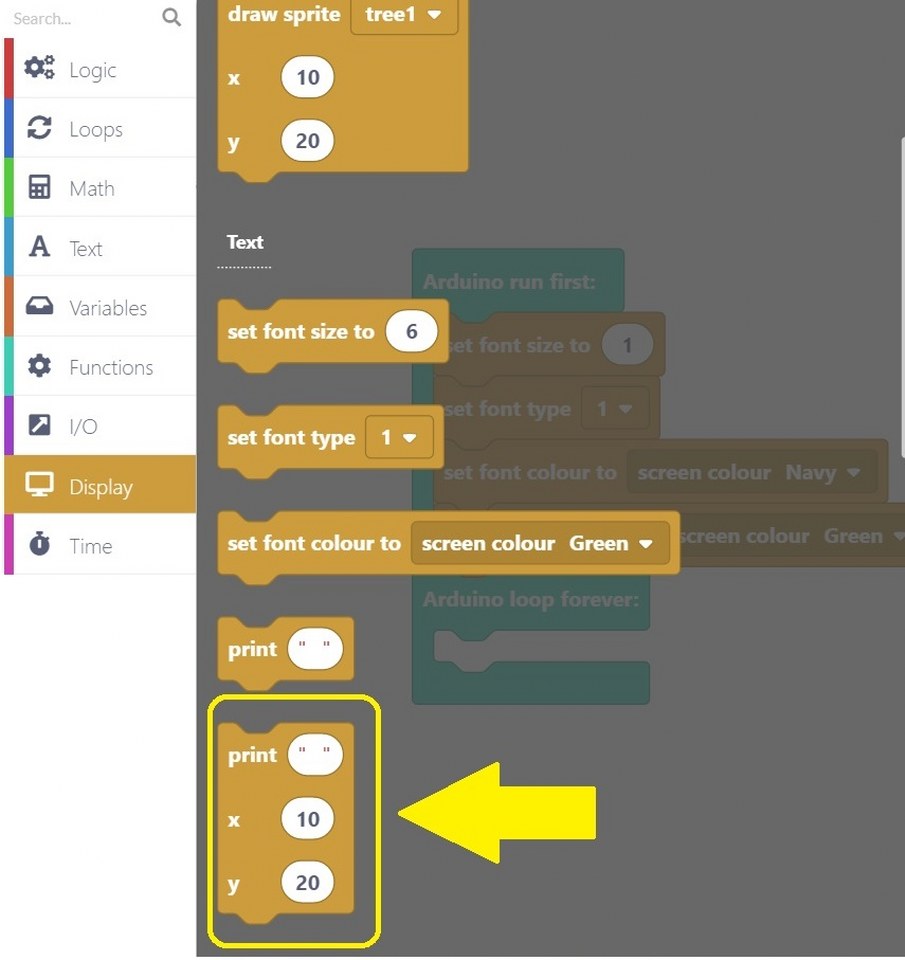 Search...
Logic
Loops
Math
Text
Variables
Functions
I/O
Display
Time
draw sprite tree1
x 10
y 20
Text
set font size to 6
set font type 1
set font colour to screen colour Green
print " "
print " "
x 10
y 20
Arduino run first:
set font size to 1
set font type 1
set font colour to screen colour Navy
screen colour Green
Arduino loop forever: